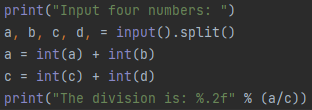 print("Input four numbers: ")
a, b, c, d, = input().split()
a = int(a) + int(b)
c = int(c) + int(d)
print("The division is: %.2f" % (a/c))